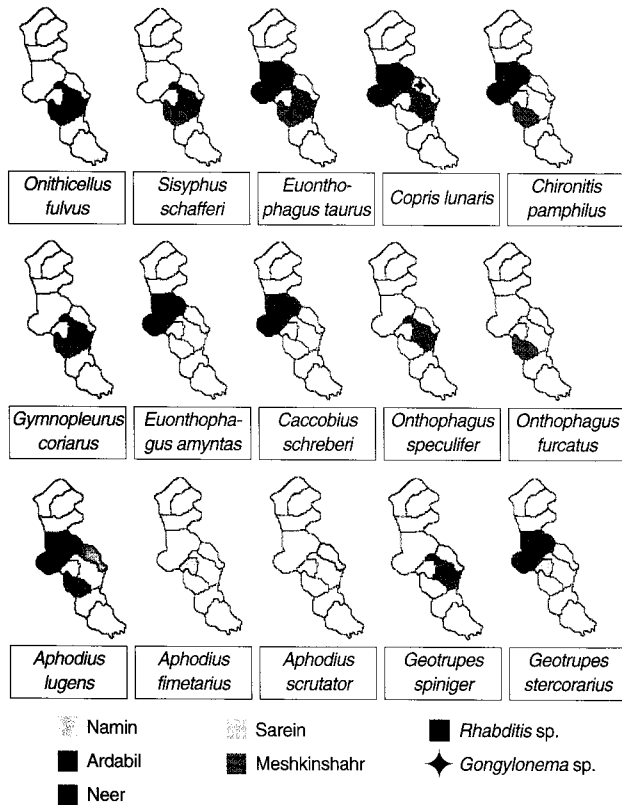 Onithicellus
fulvus
Sisyphus
schafferi
Euontho-
phagus taurus
Copris lunaris
Chironitis
pamphilus
Gymnopleurus
coriarus
Euonthopha-
gus amyntas
Caccobius
schreberi
Onthophagus
speculifer
Onthophagus
furcatus
Aphodius
lugens
Aphodius
fimetarius
Aphodius
scrutator
Geotrupes
spiniger
Geotrupes
stercorarius
Namin
Sarein
Rhabditis sp.
Ardabil
Meshkinshahr
Gongylonema sp.
Neer